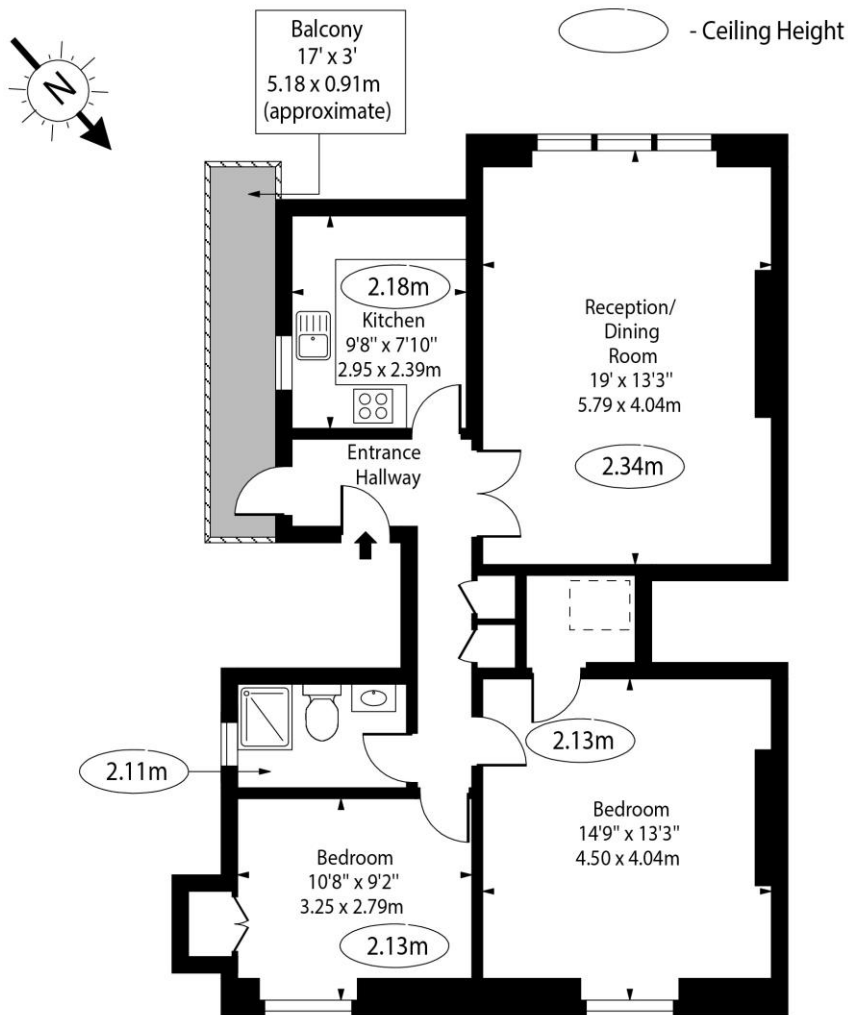 Balcony
17' x 3'
5.18 x 0.91m
(approximate)
- Ceiling Height
N
2.18m
Kitchen
9'8" x 7'10"
2.95 x 2.39m
Reception/
Dining
Room
19' x 13'3"
5.79 x 4.04m
2.34m
Entrance
Hallway
2.11m
2.13m
Bedroom
14'9" x 13'3"
4.50 x 4.04m
Bedroom
10'8" x 9'2"
3.25 x 2.79m
2.13m